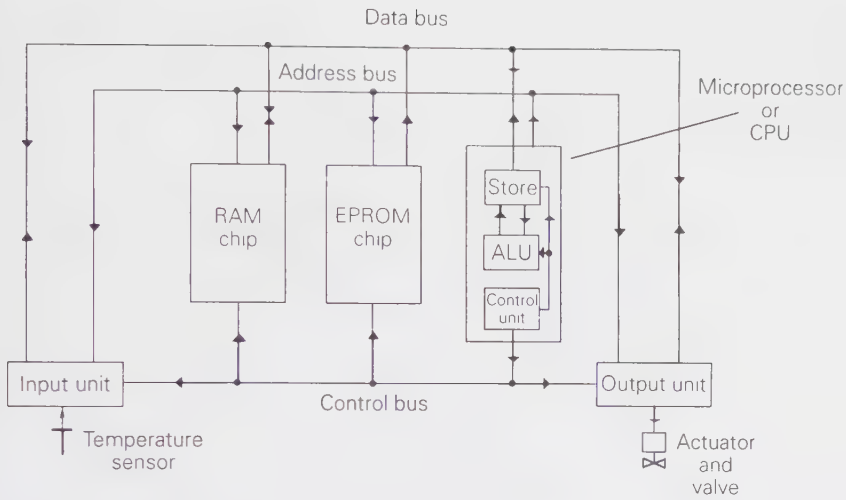 Data bus
Address bus
Microprocessor
or
CPU
RAM
chip
EPROM
chip
Store
ALU
Control
unit
Input unit
Control bus
Output unit
Temperature
sensor
Actuator
and
valve